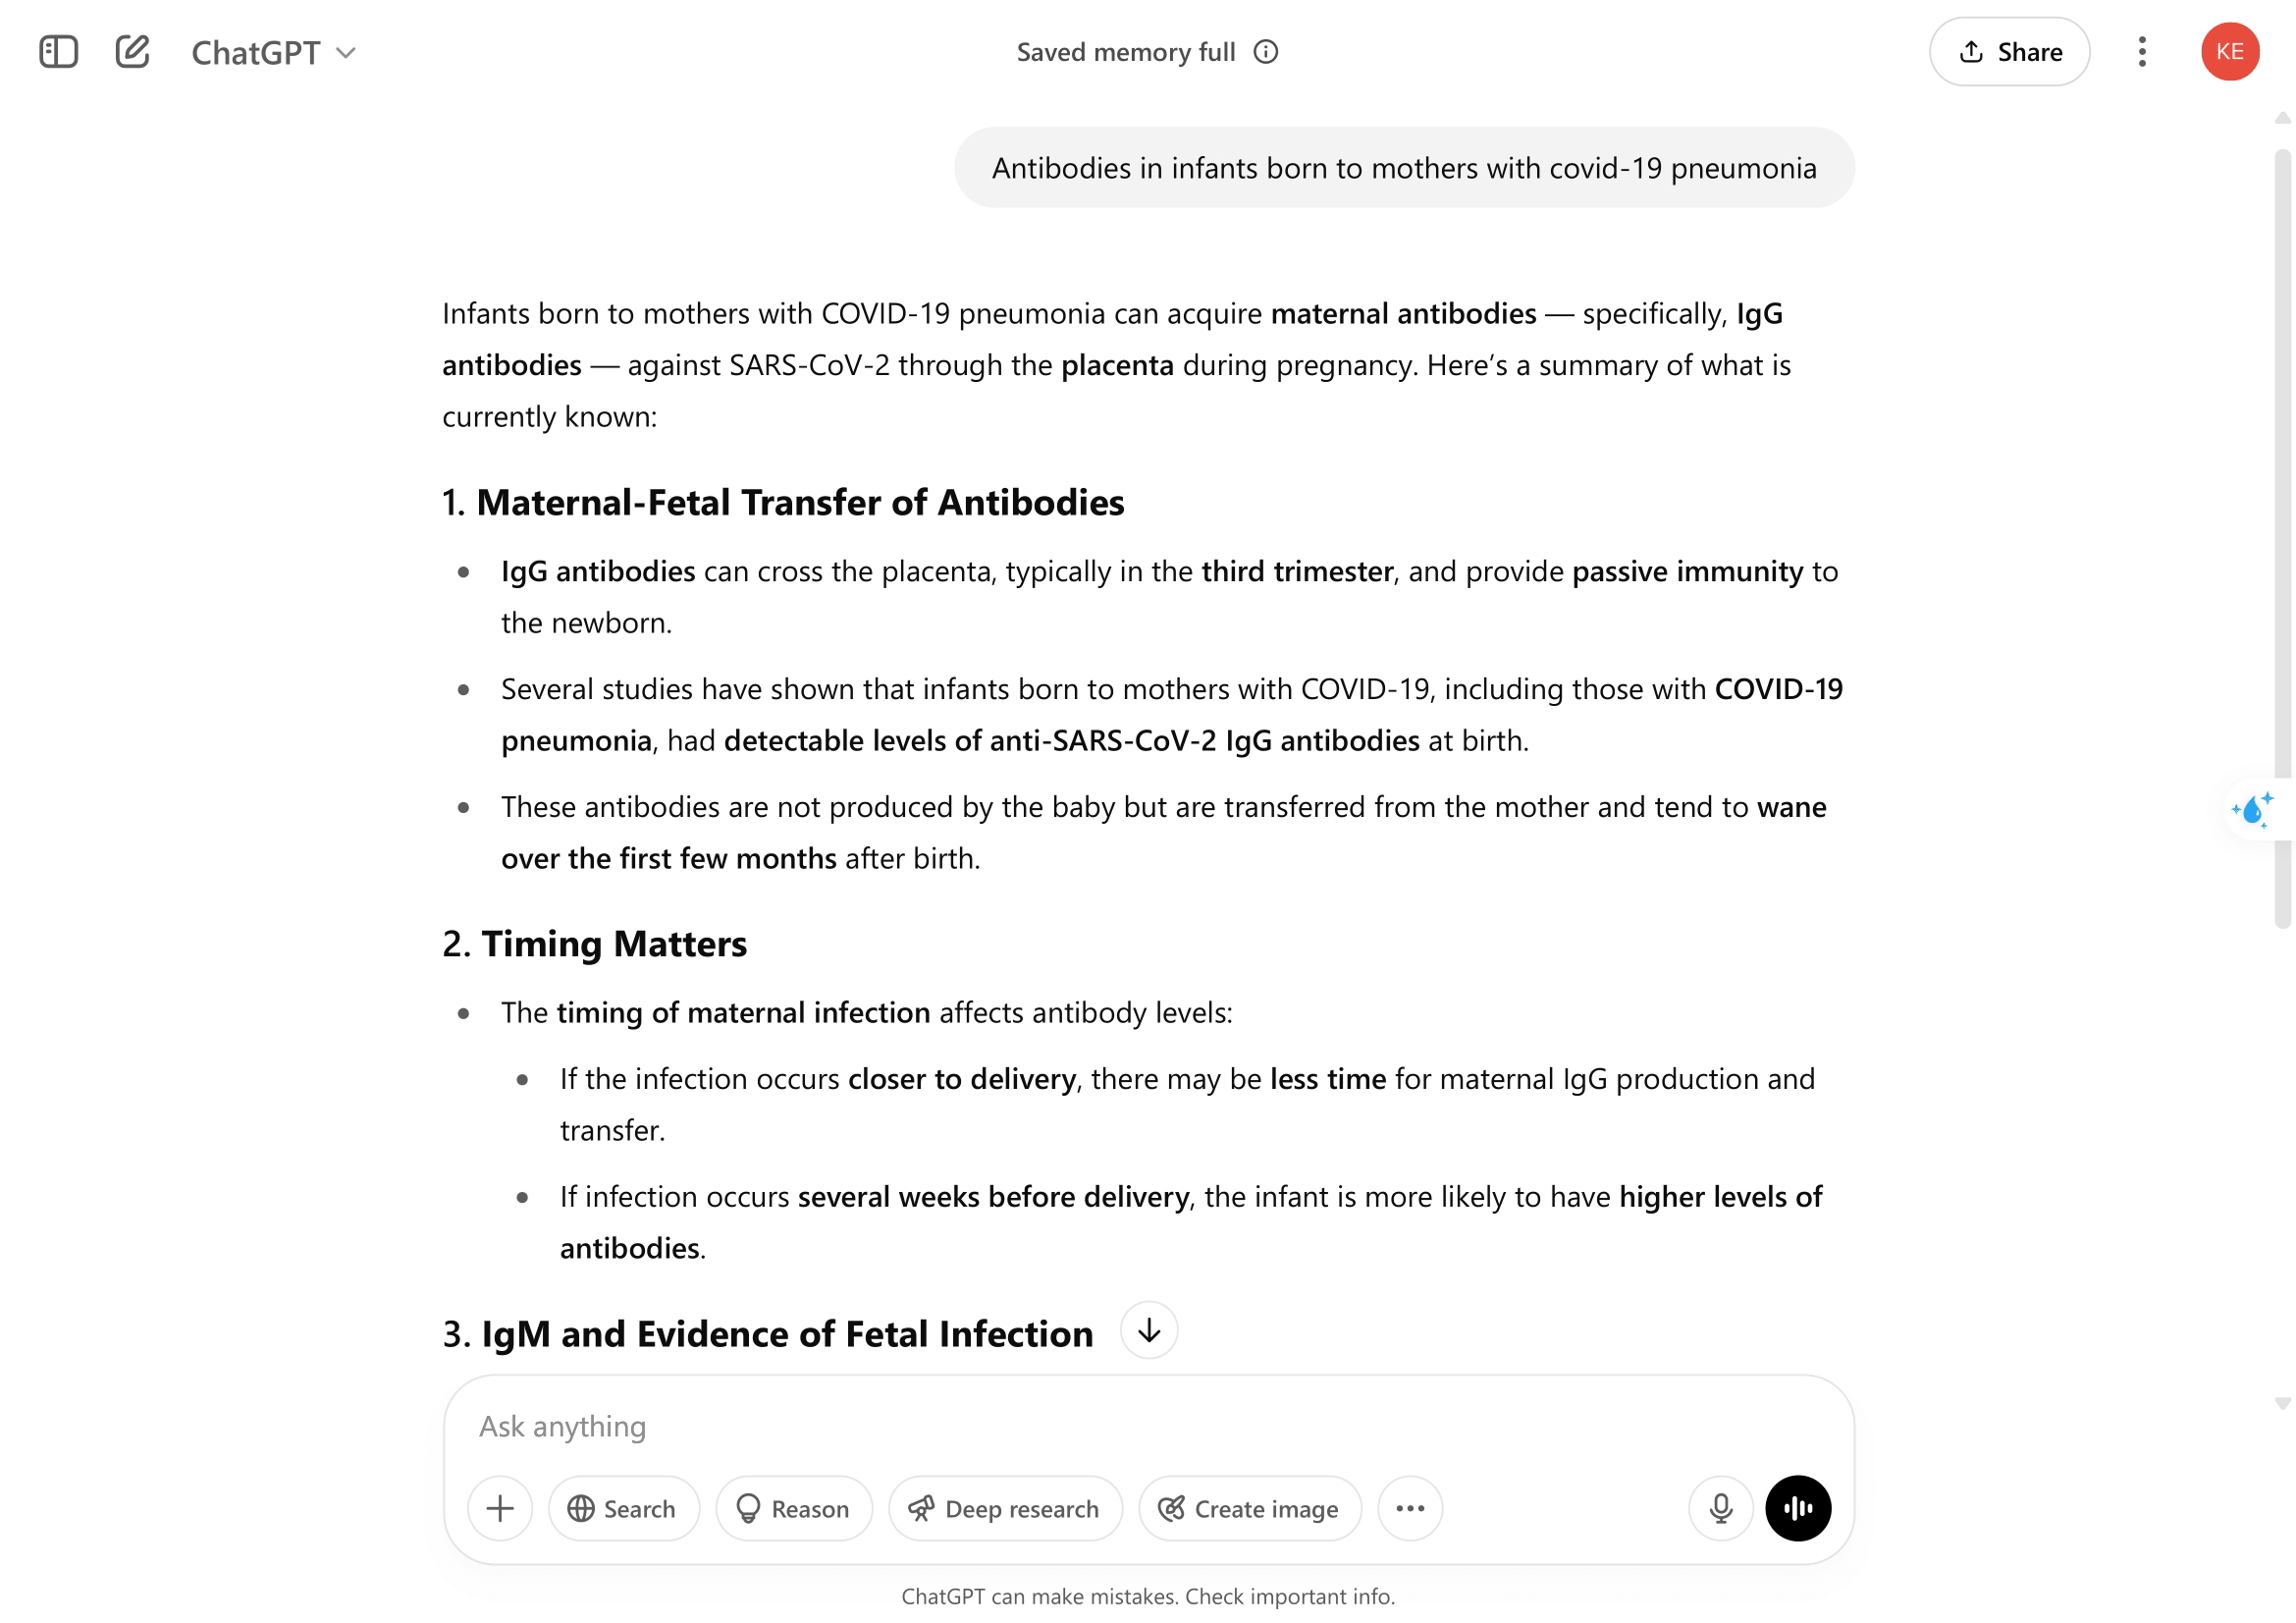 ChatGPT
Saved memory full
Share
KE
Antibodies in infants born to mothers with covid-19 pneumonia
Infants born to mothers with COVID-19 pneumonia can acquire maternal antibodies — specifically, IgG
antibodies — against SARS-CoV-2 through the placenta during pregnancy. Here’s a summary of what is
currently known:
1. Maternal-Fetal Transfer of Antibodies
• IgG antibodies can cross the placenta, typically in the third trimester, and provide passive immunity to
the newborn.
• Several studies have shown that infants born to mothers with COVID-19, including those with COVID-19
pneumonia, had detectable levels of anti-SARS-CoV-2 IgG antibodies at birth.
• These antibodies are not produced by the baby but are transferred from the mother and tend to wane
over the first few months after birth.
2. Timing Matters
• The timing of maternal infection affects antibody levels:
• If the infection occurs closer to delivery, there may be less time for maternal IgG production and
transfer.
• If infection occurs several weeks before delivery, the infant is more likely to have higher levels of
antibodies.
3. IgM and Evidence of Fetal Infection
Ask anything
Search
Reason
Deep research
Create image
ChatGPT can make mistakes. Check important info.